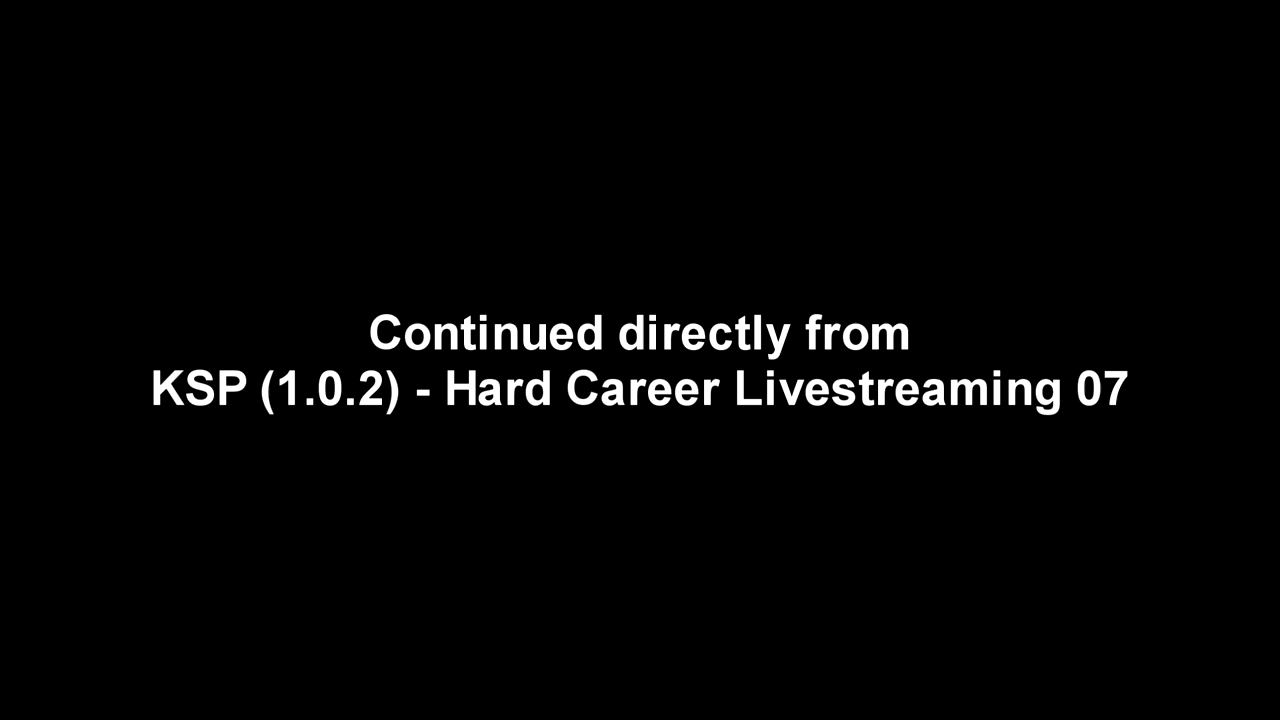 Continued directly from
KSP (1.0.2) - Hard Career Livestreaming 07